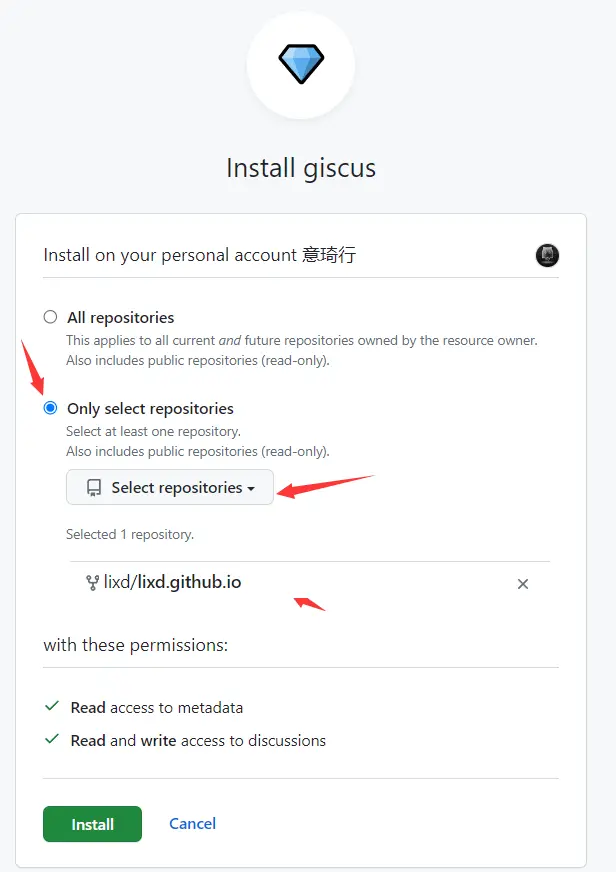 Install giscus
Install on your personal account 意琦行
All repositories
This applies to all current and future repositories owned by the resource owner.
Also includes public repositories (read-only).
Only select repositories
Select at least one repository.
Also includes public repositories (read-only).
Select repositories
Selected 1 repository.
lixd/lixd.github.io
with these permissions:
Read access to metadata
Read and write access to discussions
Install Cancel